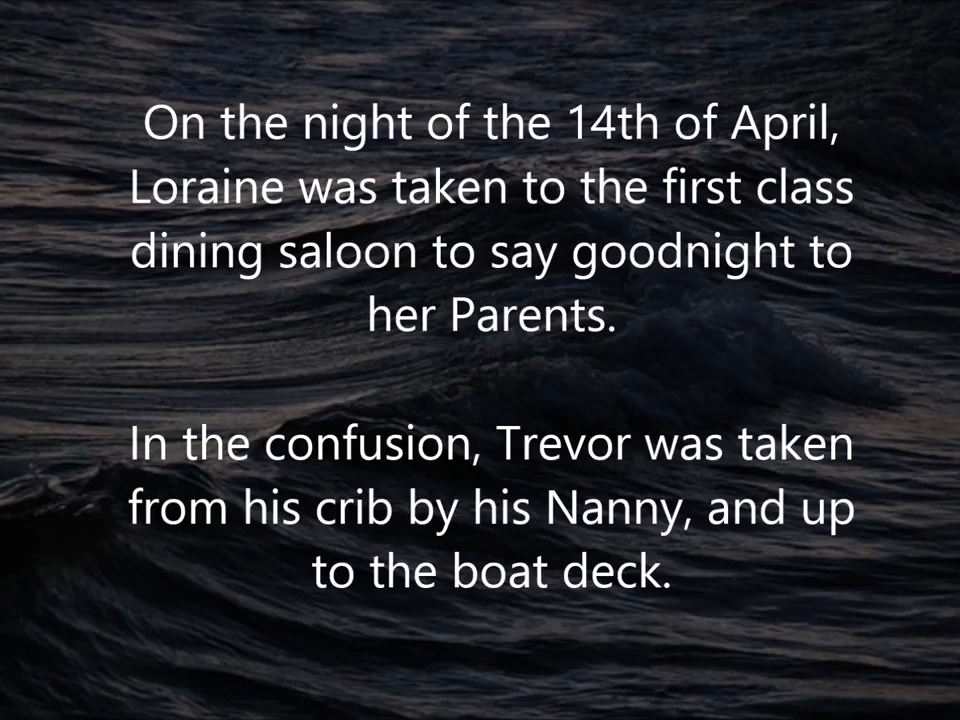 On the night of the 14th of April,
Loraine was taken to the first class
dining saloon to say goodnight to
her Parents.
In the confusion, Trevor was taken
from his crib by his Nanny, and up
to the boat deck.